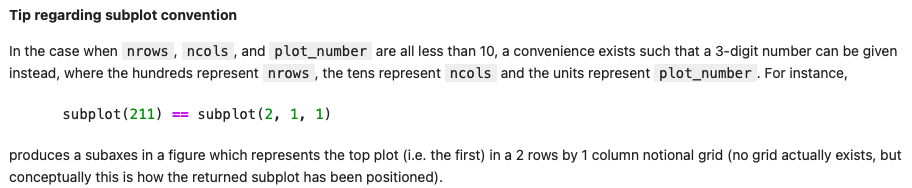 Tip regarding subplot convention
In the case when nrows, ncols, and plot_number are all less than 10, a convenience exists such that a 3-digit number can be given
instead, where the hundreds represent nrows, the tens represent ncols and the units represent plot_number. For instance,
subplot(211) == subplot(2, 1, 1)
produces a subaxes in a figure which represents the top plot (i.e. the first) in a 2 rows by 1 column notional grid (no grid actually exists, but
conceptually this is how the returned subplot has been positioned).